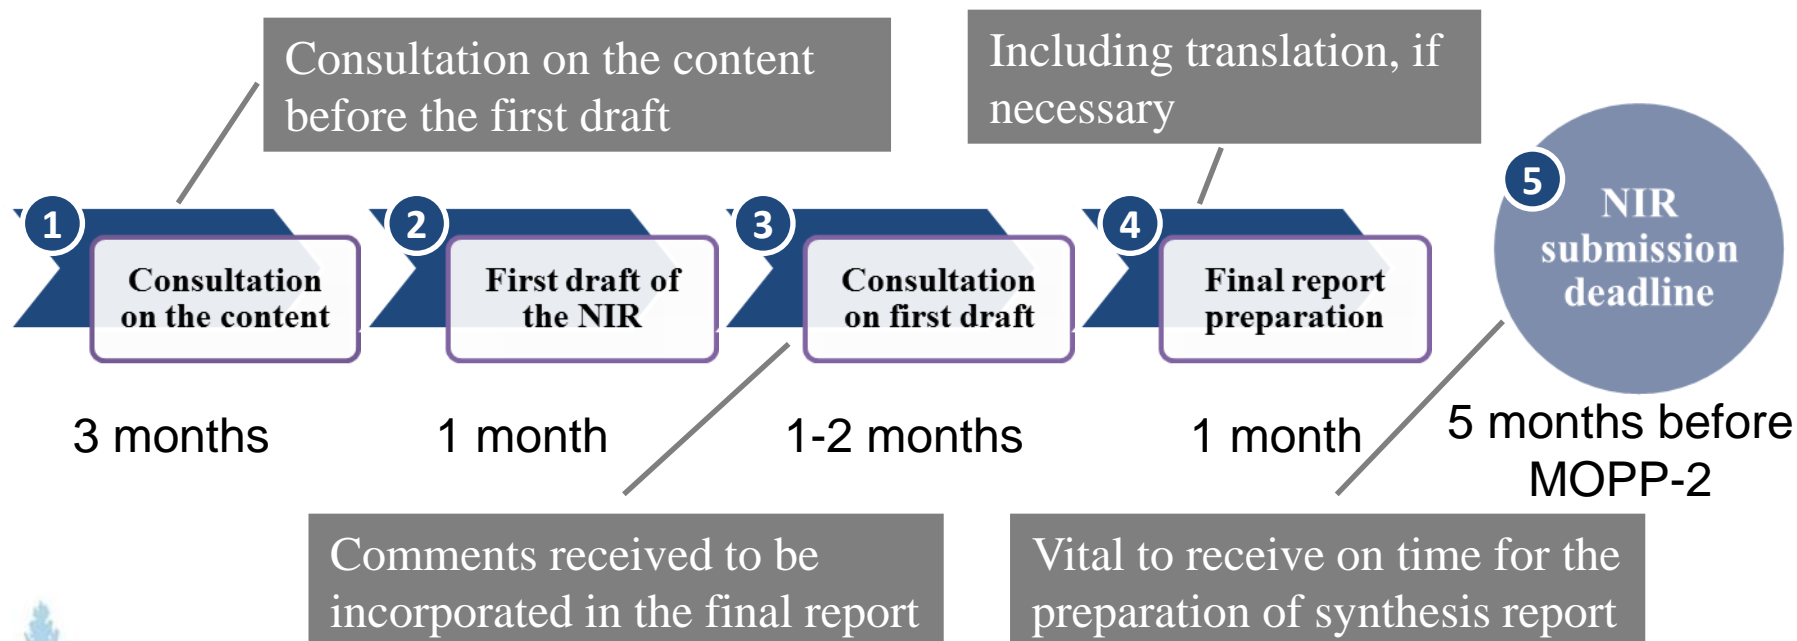 Consultation on the content
before the first draft
Including translation, if
necessary
1
Consultation
on the content
3 months
2
First draft of
the NIR
1 month
3
Consultation
on first draft
1-2 months
4
Final report
preparation
1 month
5
NIR
submission
deadline
5 months before
MOPP-2
Comments received to be
incorporated in the final report
Vital to receive on time for the
preparation of synthesis report